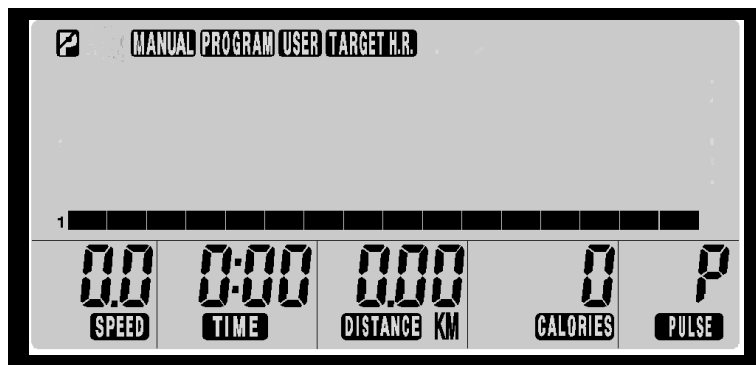 P MANUAL PROGRAM USER TARGET H.R.
1
0.0 0:00 0.00 0 P
SPEED TIME DISTANCE KM CALORIES PULSE